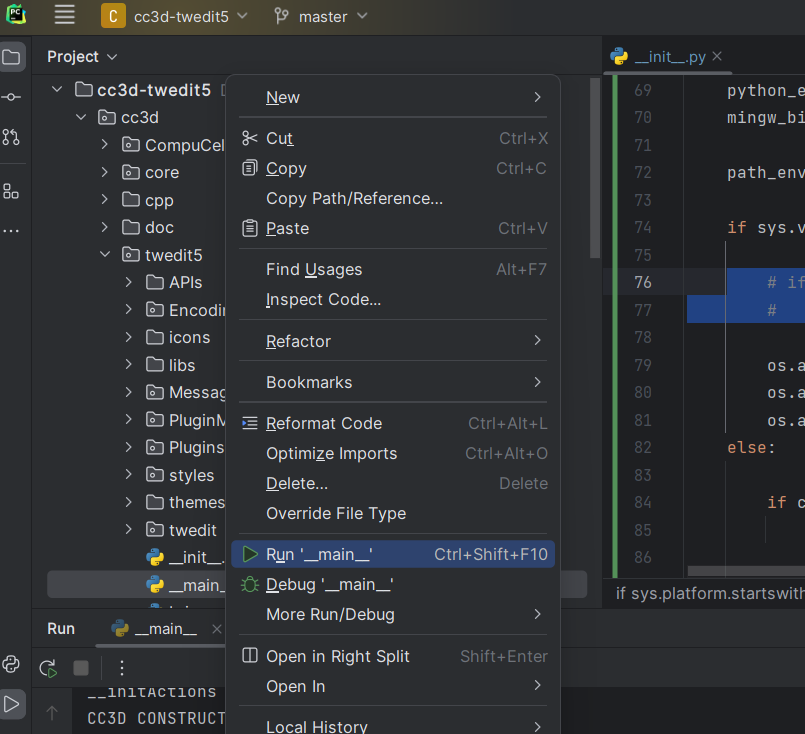 PC
C cc3d-twedit5 master
Project
__init__.py
cc3d-twedit5
cc3d
CompuCel
core
cpp
doc
twedit5
APIs
Encodin
icons
libs
Messag
PluginM
Plugins
styles
themes
twedit
__init__.
__main_
New
Cut Ctrl+X
Copy Ctrl+C
Copy Path/Reference...
Paste Ctrl+V
Find Usages Alt+F7
Inspect Code...
Refactor
Bookmarks
Reformat Code Ctrl+Alt+L
Optimize Imports Ctrl+Alt+O
Delete... Delete
Override File Type
Run '__main__' Ctrl+Shift+F10
Debug '__main__'
More Run/Debug
Open in Right Split Shift+Enter
Open In
Local History
69 python_e
70 mingw_bi
71
72 path_env
73
74 if sys.v
75
76 # if
77 #
78
79 os.a
80 os.a
81 os.a
82 else:
83
84 if c
85
86
if sys.platform.startswith
Run __main__
__initActions
CC3D CONSTRUCT